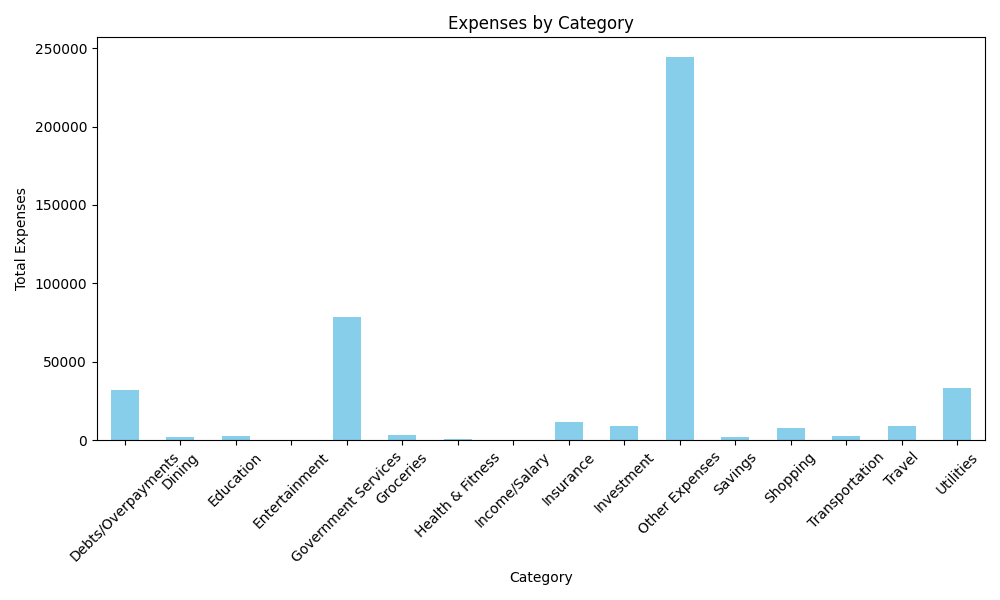 Expenses by Category
Total Expenses
250000
200000
150000
100000
50000
0
Debts/Overpayments
Dining
Education
Entertainment
Government Services
Groceries
Health & Fitness
Income/Salary
Insurance
Investment
Other Expenses
Savings
Shopping
Transportation
Travel
Utilities
Category